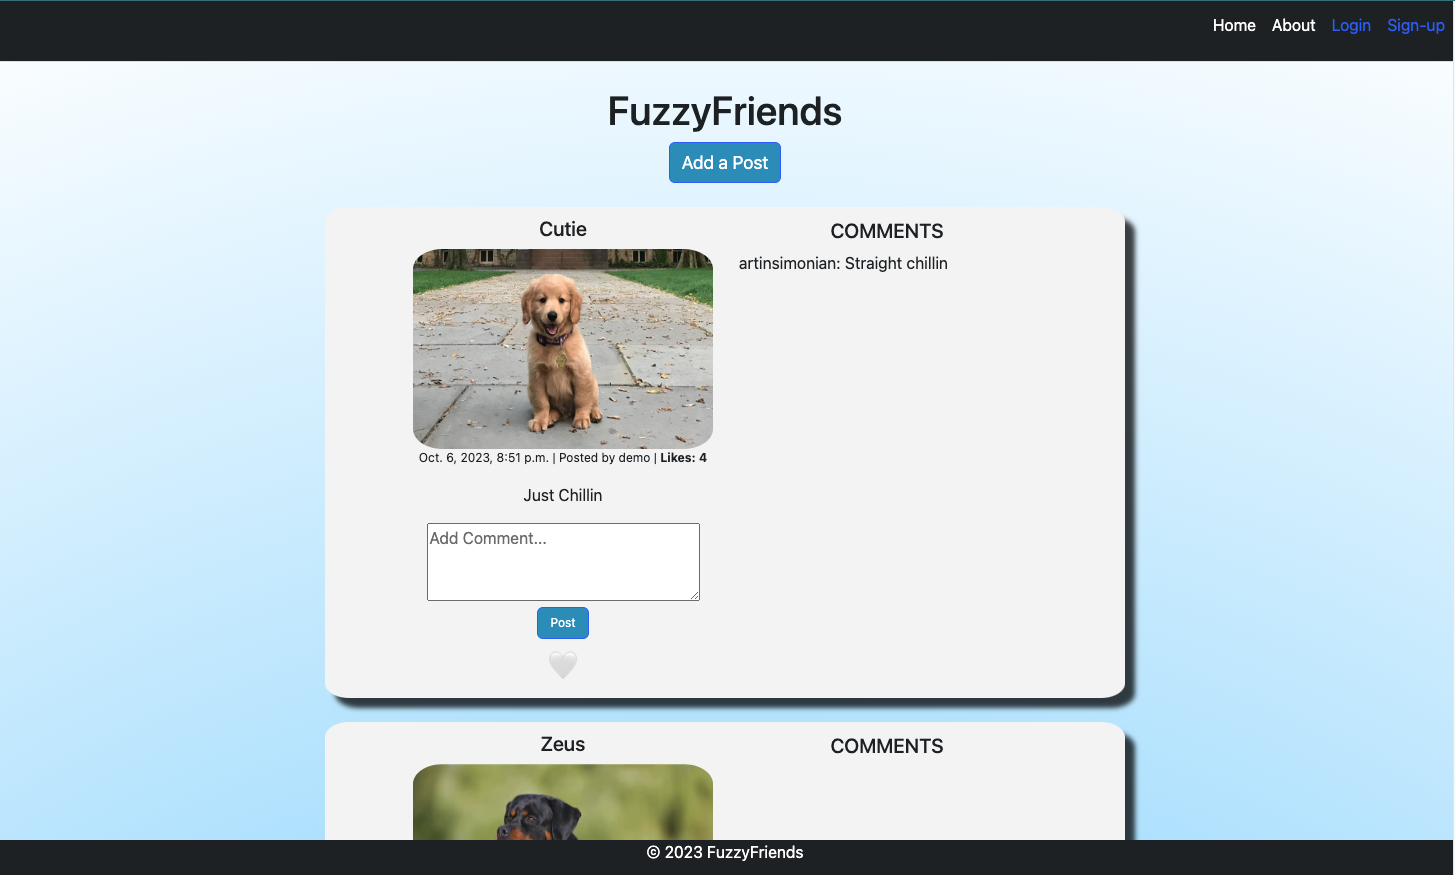 Home About Login Sign-up
FuzzyFriends
Add a Post
Cutie
Oct. 6, 2023, 8:51 p.m. | Posted by demo | Likes: 4
Just Chillin
Add Comment...
Post
COMMENTS
artinsimonian: Straight chillin
Zeus
COMMENTS
© 2023 FuzzyFriends